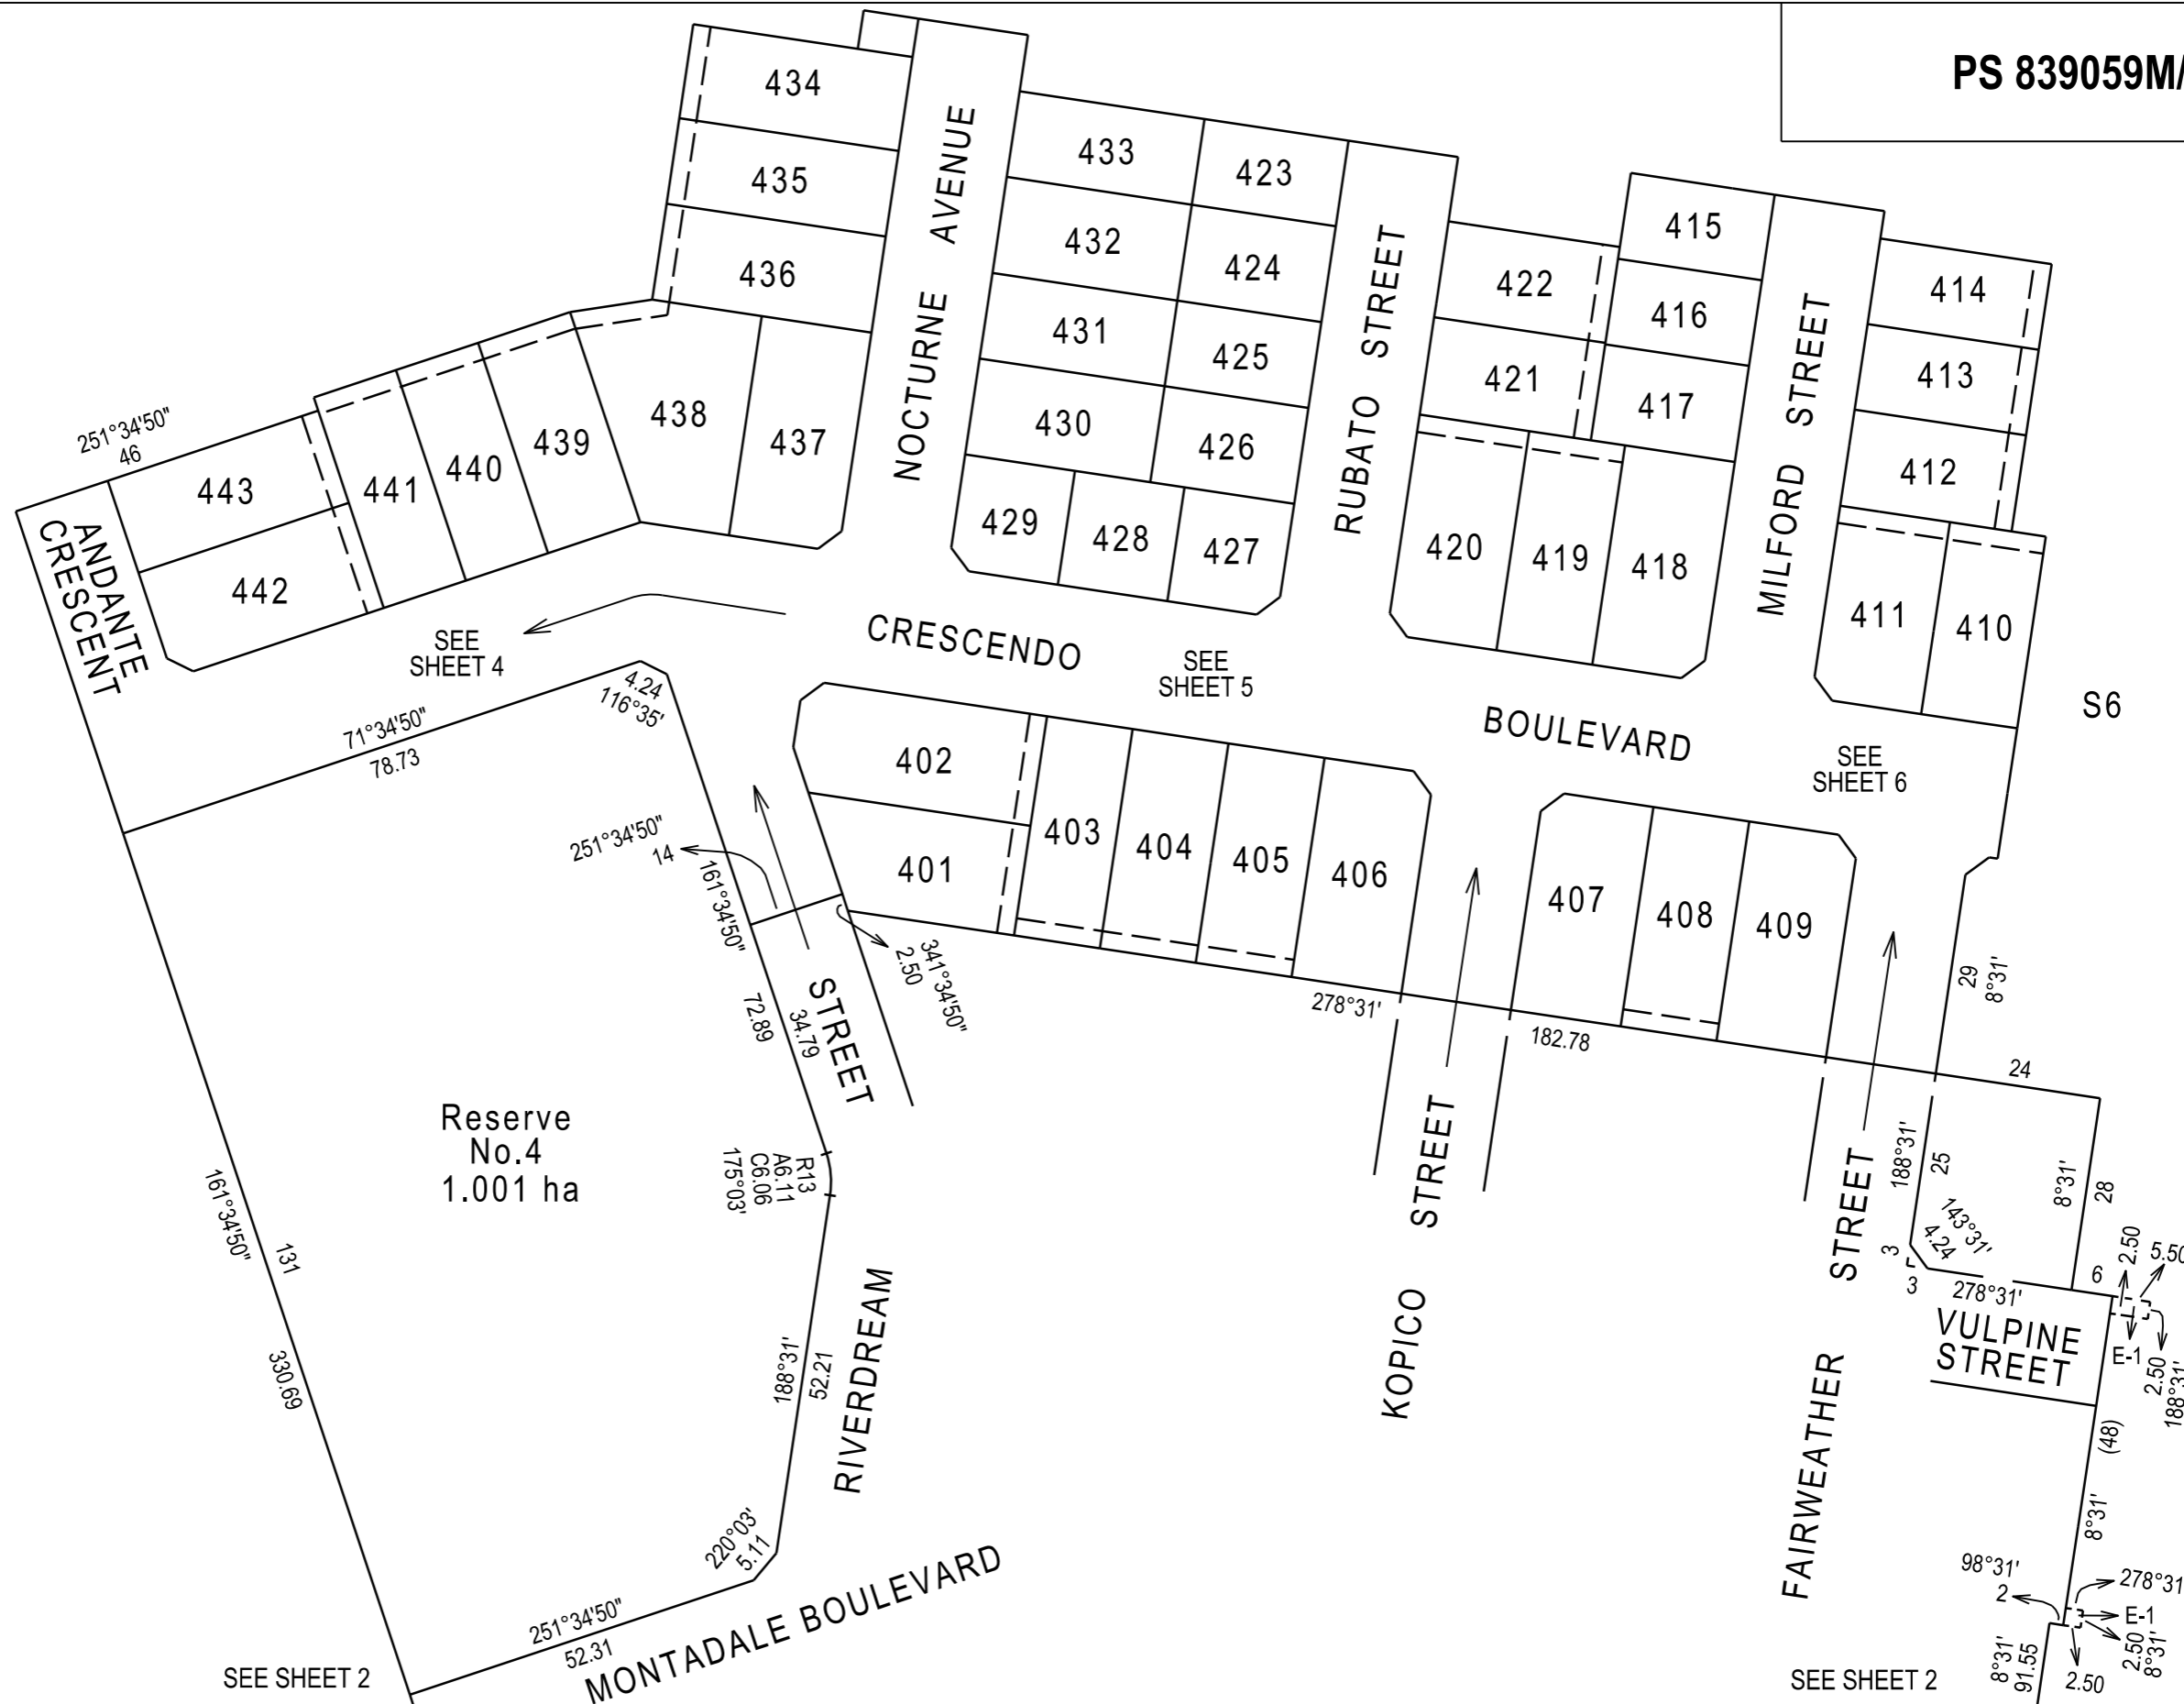 PS 839059M/
434
435
436
433
432
431
430
423
424
425
426
429
428
427
NOCTURNE AVENUE
RUBATO STREET
MILFORD STREET
422
421
415
416
417
414
413
412
420
419
418
411
410
251°34'50"
46
443
442
441
440
439
438
437
ANDANTE
CRESCENT
SEE
SHEET 4
CRESCENDO
SEE
SHEET 5
BOULEVARD
SEE
SHEET 6
S6
71°34'50"
78.73
4.24
116°35'
402
401
403
404
405
406
407
408
409
251°34'50"
14
161°34'50"
72.89
34.79
STREET
2.50
341°34'50"
278°31'
182.78
29
8°31'
24
Reserve
No.4
1.001 ha
R13
A6.11
C6.06
175°03'
161°34'50"
131
330.69
188°31'
52.21
RIVERDREAM
220°03'
5.11
251°34'50"
52.31
MONTADALE BOULEVARD
KOPICO STREET
FAIRWEATHER STREET
188°31'
25
143°31'
4.24
3
3
278°31'
8°31'
28
6
2.50
5.50
E-1
2.50
188°31'
VULPINE
STREET
(48)
8°31'
98°31'
2
278°31'
E-1
2.50
8°31'
2.50
8°31'
91.55
SEE SHEET 2
SEE SHEET 2